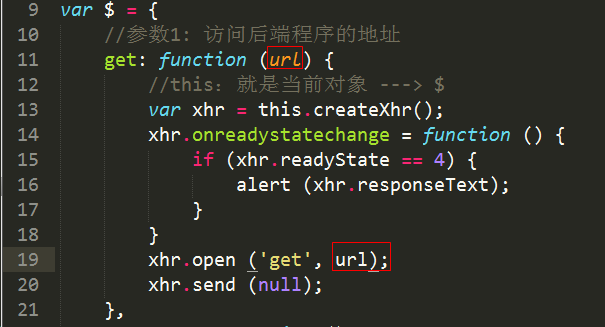 9 var $ = {
10 //参数1: 访问后端程序的地址
11 get: function (url) {
12 //this: 就是当前对象 ---> $
13 var xhr = this.createXhr();
14 xhr.onreadystatechange = function () {
15 if (xhr.readyState == 4) {
16 alert (xhr.responseText);
17 }
18 }
19 xhr.open ('get', url);
20 xhr.send (null);
21 },